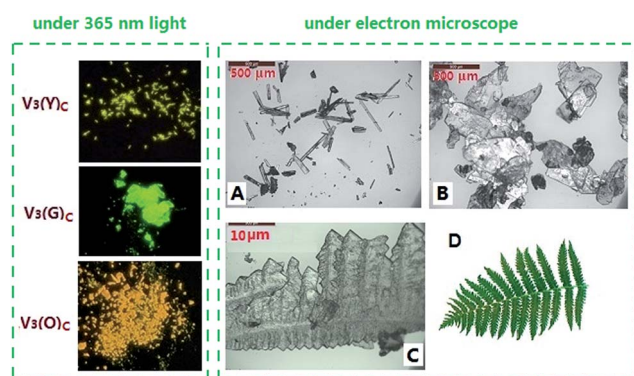 under 365 nm light
under electron microscope
V3(Y)C
V3(G)C
V3(O)C
500 μm
A
B
10μm
C
D